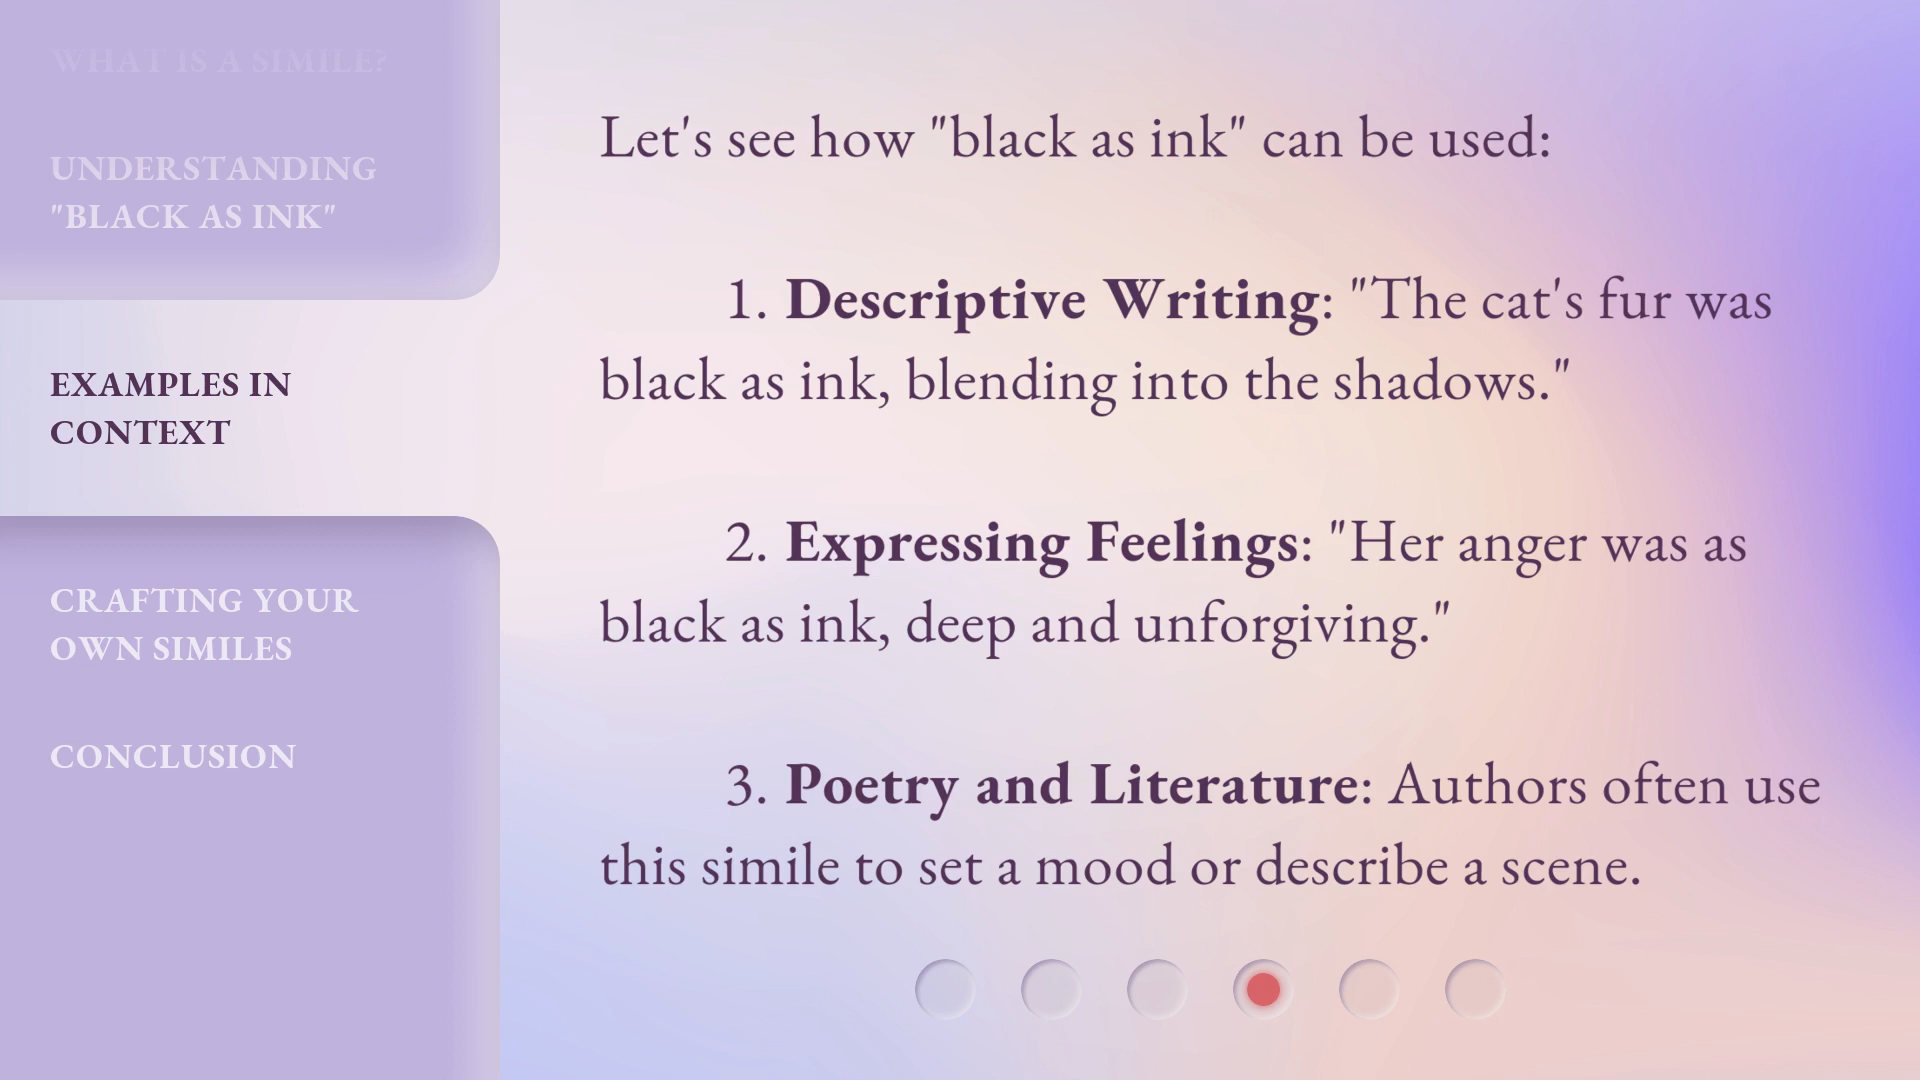 WHAT IS A SIMILE?
UNDERSTANDING
"BLACK AS INK"
EXAMPLES IN
CONTEXT
CRAFTING YOUR
OWN SIMILES
CONCLUSION
Let's see how "black as ink" can be used:
1. Descriptive Writing: "The cat's fur was
black as ink, blending into the shadows."
2. Expressing Feelings: "Her anger was as
black as ink, deep and unforgiving."
3. Poetry and Literature: Authors often use
this simile to set a mood or describe a scene.